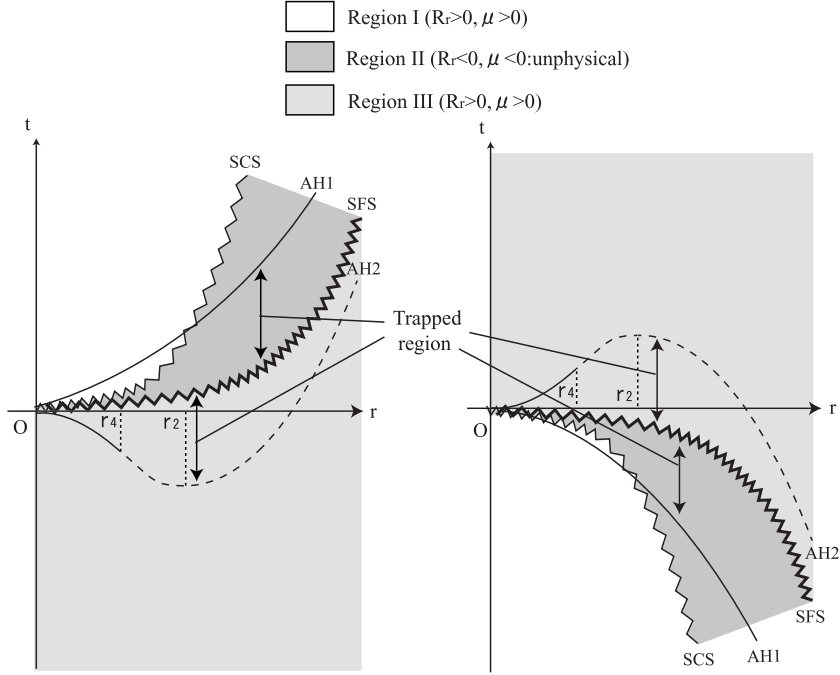 Region I (Rr>0, μ >0)
Region II (Rr<0, μ <0:unphysical)
Region III (Rr>0, μ >0)
t
SCS
AH1
SFS
AH2
r4
r2
r
O
Trapped
region
t
r4
r2
r
O
AH2
SFS
AH1
SCS